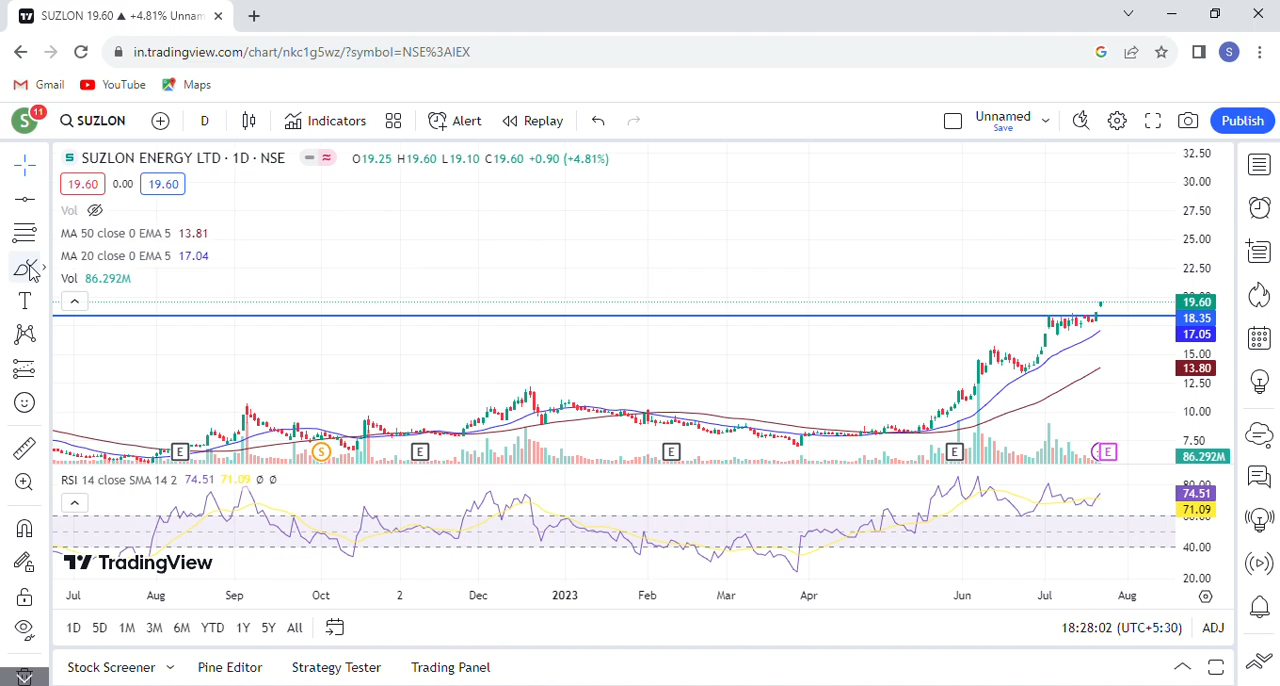 SUZLON 19.60 ▲ +4.81% Unnam
in.tradingview.com/chart/nkc1g5wz/?symbol=NSE%3AIEX
S
Gmail YouTube Maps
S 11 SUZLON D Indicators Alert Replay Unnamed Save Publish
S SUZLON ENERGY LTD · 1D · NSE O19.25 H19.60 L19.10 C19.60 +0.90 (+4.81%)
19.60 0.00 19.60
Vol
MA 50 close 0 EMA 5 13.81
MA 20 close 0 EMA 5 17.04
Vol 86.292M
T
32.50
30.00
27.50
25.00
22.50
19.60
18.35
17.05
15.00
13.80
12.50
10.00
7.50
86.292M
E S E E E E
RSI 14 close SMA 14 2 74.51 71.09 Ø Ø
80.00
74.51
71.09
60.00
40.00
20.00
TradingView
Jul Aug Sep Oct 2 Dec 2023 Feb Mar Apr Jun Jul Aug
1D 5D 1M 3M 6M YTD 1Y 5Y All 18:28:02 (UTC+5:30) ADJ
Stock Screener Pine Editor Strategy Tester Trading Panel